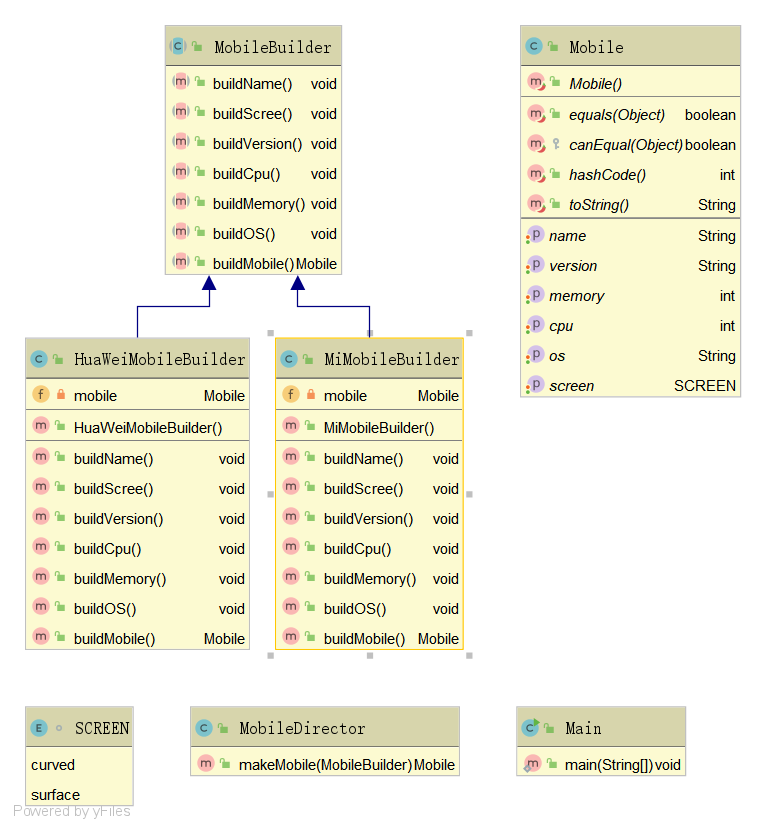 MobileBuilder
buildName() void
buildScree() void
buildVersion() void
buildCpu() void
buildMemory() void
buildOS() void
buildMobile() Mobile
Mobile
Mobile()
equals(Object) boolean
canEqual(Object) boolean
hashCode() int
toString() String
name String
version String
memory int
cpu int
os String
screen SCREEN
HuaWeiMobileBuilder
mobile Mobile
HuaWeiMobileBuilder()
buildName() void
buildScree() void
buildVersion() void
buildCpu() void
buildMemory() void
buildOS() void
buildMobile() Mobile
MiMobileBuilder
mobile Mobile
MiMobileBuilder()
buildName() void
buildScree() void
buildVersion() void
buildCpu() void
buildMemory() void
buildOS() void
buildMobile() Mobile
SCREEN
curved
surface
MobileDirector
makeMobile(MobileBuilder) Mobile
Main
main(String[]) void
Powered by yFiles